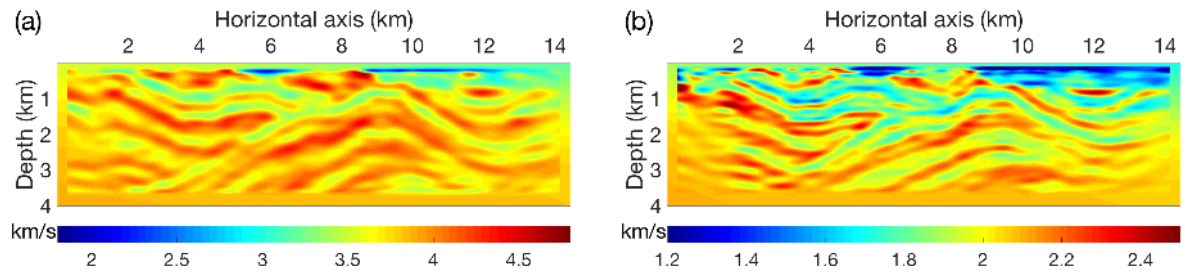 (a) Horizontal axis (km)
2 4 6 8 10 12 14
Depth (km)
1
2
3
4
km/s
2 2.5 3 3.5 4 4.5
(b) Horizontal axis (km)
2 4 6 8 10 12 14
Depth (km)
1
2
3
4
km/s
1.2 1.4 1.6 1.8 2 2.2 2.4